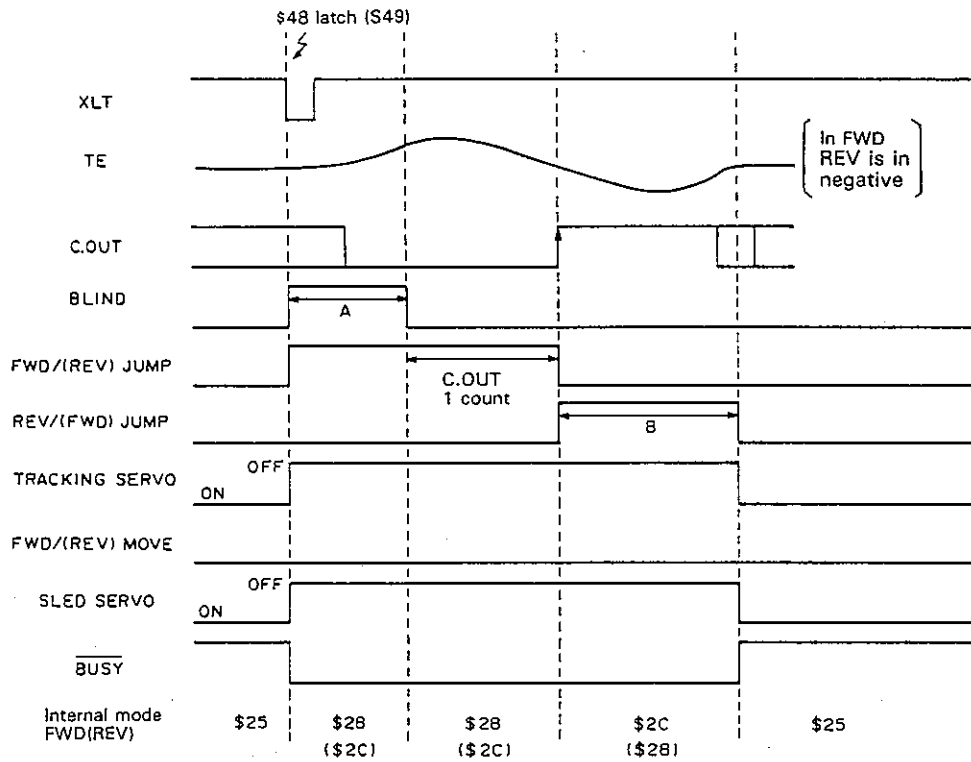 $48 latch (S49)
XLT
TE
In FWD
REV is in
negative
C.OUT
BLIND
A
FWD/(REV) JUMP
C.OUT
1 count
REV/(FWD) JUMP
B
OFF
TRACKING SERVO
ON
FWD/(REV) MOVE
OFF
SLED SERVO
ON
BUSY
Internal mode $25 $28 $28 $2C $25
FWD(REV) ($2C) ($2C) ($28)